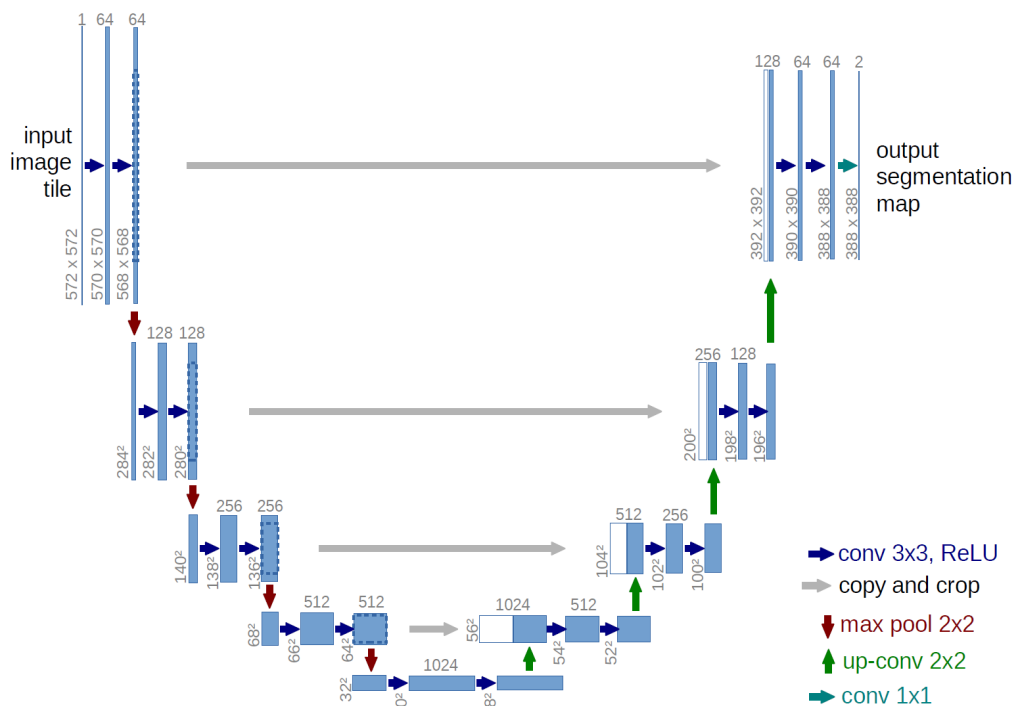 1 64 64
input
image
tile
572 x 572
570 x 570
568 x 568
128 64 64 2
output
segmentation
map
392 x 392
390 x 390
388 x 388
388 x 388
128 128
284²
282²
280²
256 128
200²
198²
196²
256 256
140²
138²
136²
512 256
104²
102²
100²
512 512
68²
66²
64²
1024 512
56²
54²
52²
1024
32²
conv 3x3, ReLU
copy and crop
max pool 2x2
up-conv 2x2
conv 1x1